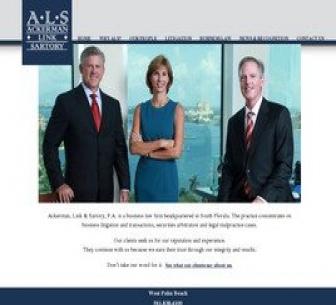 A·L·S
ACKERMAN
LINK
SARTORY
HOME WHY ALS? OUR PEOPLE LITIGATION BUSINESS LAW NEWS & RECOGNITION CONTACT US
Ackerman, Link & Sartory, P.A. is a business law firm headquartered in South Florida. The practice concentrates on
business litigation and transactions, securities arbitration and legal malpractice cases.
Our clients seek us for our reputation and experience.
They continue with us because we earn their trust through our integrity and results.
Don't take our word for it. See what our clients say about us.
West Palm Beach
561.838.4100